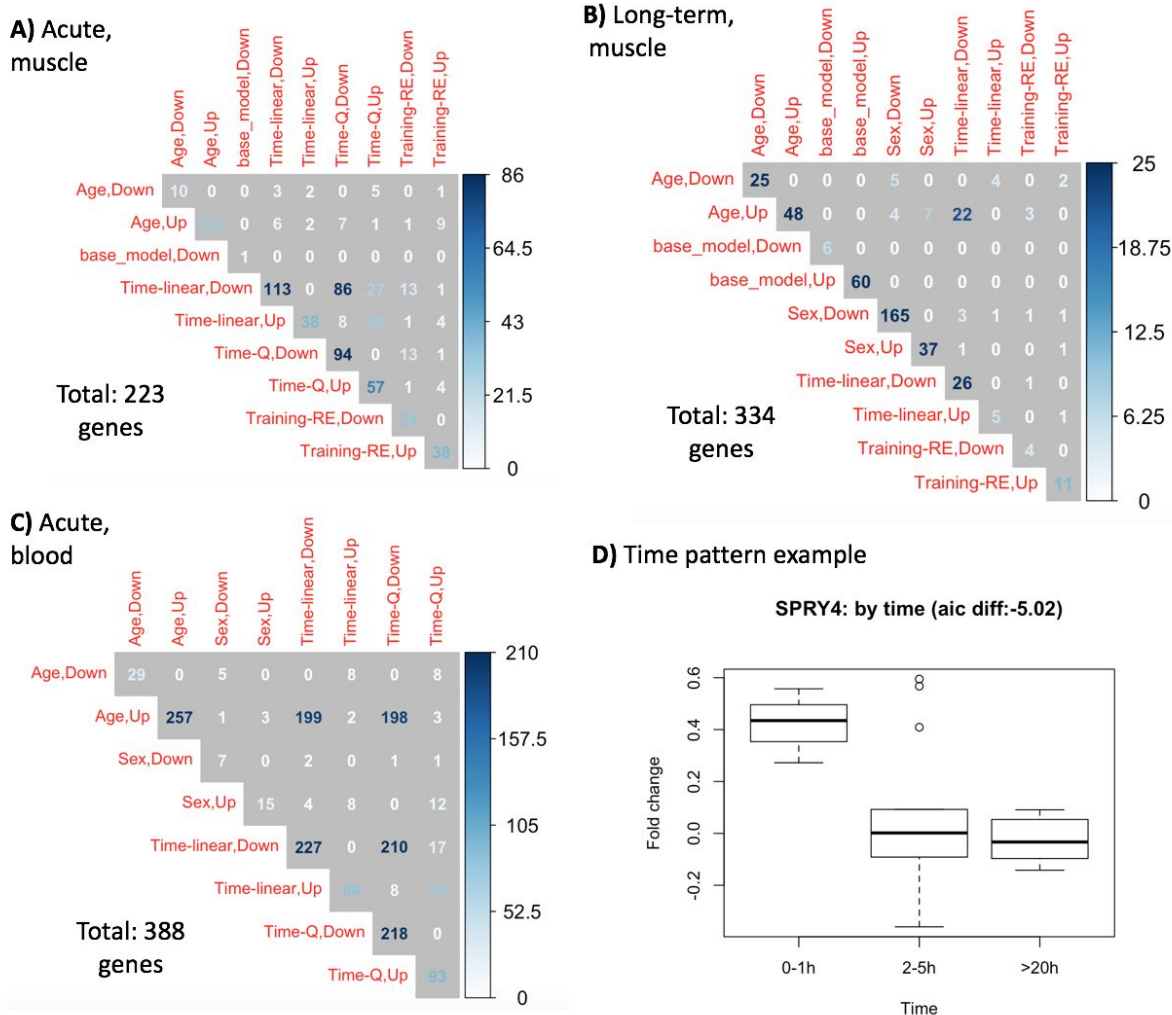 A) Acute,
muscle
Age,Down
Age,Up
base_model,Down
Time-linear,Down
Time-linear,Up
Time-Q,Down
Time-Q,Up
Training-RE,Down
Training-RE,Up
Age,Down 10 0 0 3 2 0 5 0 1
Age,Up 0 6 2 7 1 1 9
base_model,Down 1 0 0 0 0 0 0
Time-linear,Down 113 0 86 27 13 1
Time-linear,Up 38 8 1 4
Time-Q,Down 94 0 13 1
Time-Q,Up 57 1 4
Training-RE,Down 34 0
Training-RE,Up 38
86
64.5
43
21.5
0
Total: 223
genes
B) Long-term,
muscle
Age,Down
Age,Up
base_model,Down
base_model,Up
Sex,Down
Sex,Up
Time-linear,Down
Time-linear,Up
Training-RE,Down
Training-RE,Up
Age,Down 25 0 0 0 5 0 0 4 0 2
Age,Up 48 0 0 4 7 22 0 3 0
base_model,Down 6 0 0 0 0 0 0 0
base_model,Up 60 0 0 0 0 0 0
Sex,Down 165 0 3 1 1 1
Sex,Up 37 1 0 0 1
Time-linear,Down 26 0 1 0
Time-linear,Up 5 0 1
Training-RE,Down 4 0
Training-RE,Up 11
25
18.75
12.5
6.25
0
Total: 334
genes
C) Acute,
blood
Age,Down
Age,Up
Sex,Down
Sex,Up
Time-linear,Down
Time-linear,Up
Time-Q,Down
Time-Q,Up
Age,Down 29 0 5 0 0 8 0 8
Age,Up 257 1 3 199 2 198 3
Sex,Down 7 0 2 0 1 1
Sex,Up 15 4 8 0 12
Time-linear,Down 227 0 210 17
Time-linear,Up 84 8
Time-Q,Down 218 0
Time-Q,Up 93
210
157.5
105
52.5
0
Total: 388
genes
D) Time pattern example
SPRY4: by time (aic diff:-5.02)
Fold change
0.6
0.4
0.2
0.0
-0.2
0-1h
2-5h
>20h
Time